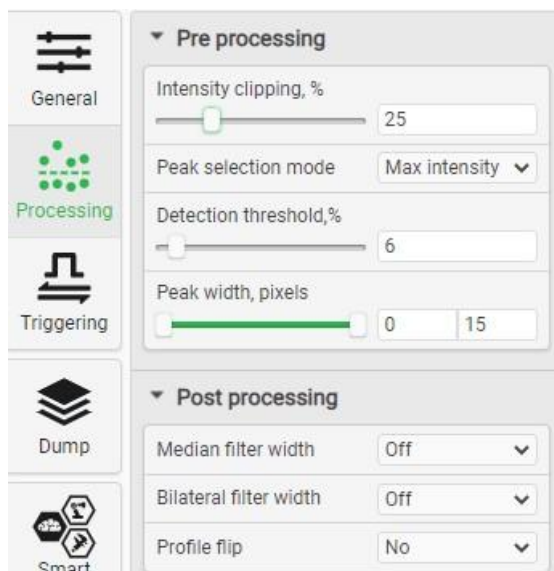 General
Processing
Triggering
Dump
Smart
Pre processing
Intensity clipping, %
25
Peak selection mode
Max intensity
Detection threshold,%
6
Peak width, pixels
0
15
Post processing
Median filter width
Off
Bilateral filter width
Off
Profile flip
No